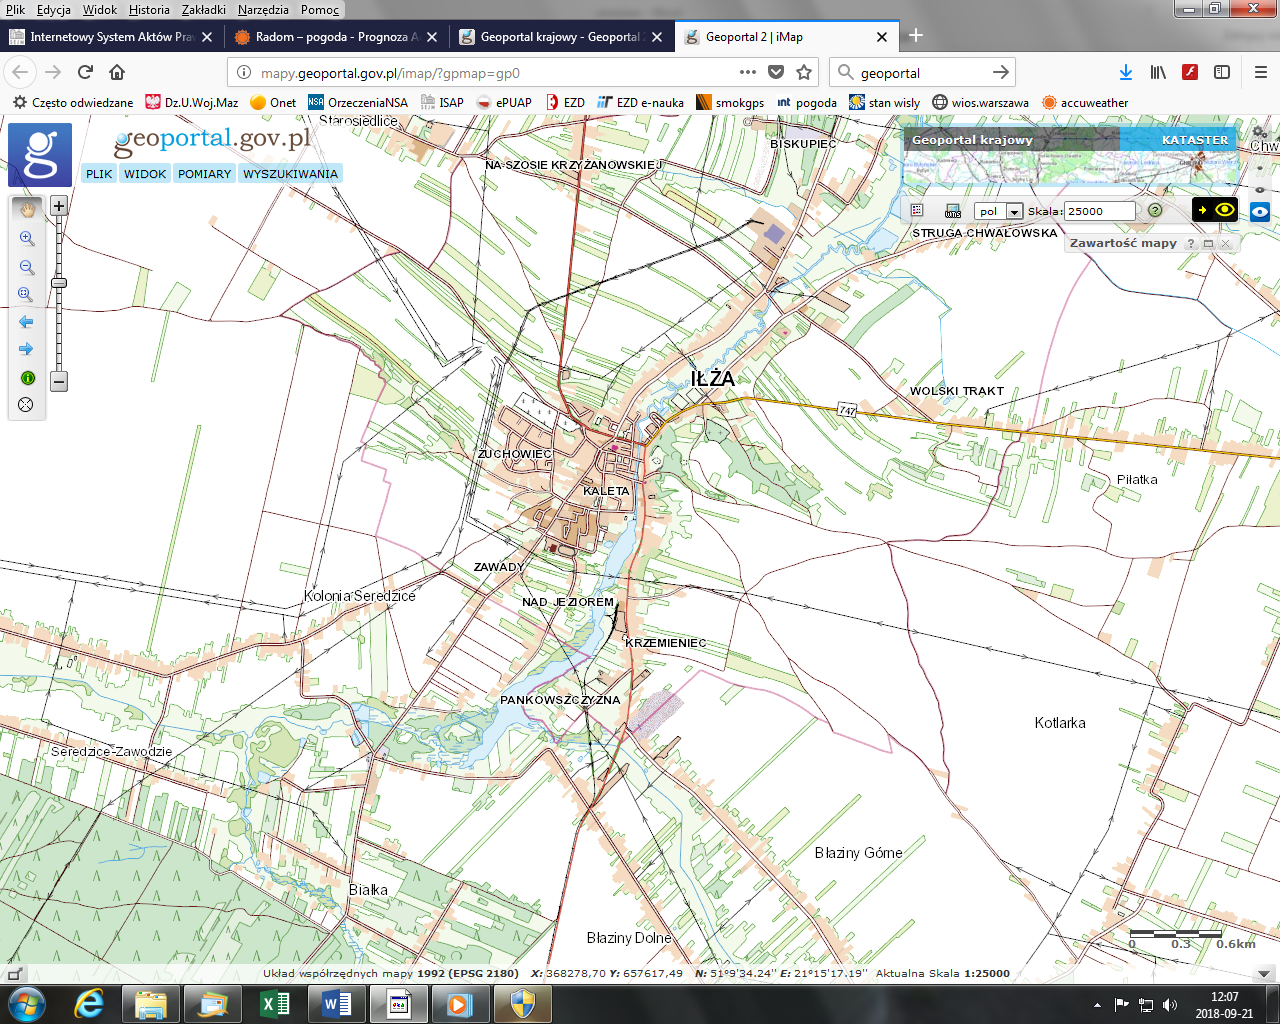 Plik Edycja Widok Historia Zakładki Narzędzia Pomoc
Internetowy System Aktów Pra
Radom – pogoda - Prognoza A
Geoportal krajowy - Geoportal
Geoportal 2 | iMap
mapy.geoportal.gov.pl/imap/?gpmap=gp0
geoportal
Często odwiedzane Dz.U.Woj.Maz Onet OrzeczeniaNSA ISAP ePUAP EZD EZD e-nauka smokgps pogoda stan wisly wios.warszawa accuweather
geoportal.gov.pl
PLIK WIDOK POMIARY WYSZUKIWANIA
Geoportal krajowy KATASTER
pol Skala: 25000
Zawartość mapy
Starosiedlice
NA SZOSIE KRZYŻANOWSKIEJ
BISKUPIEC
Chw
STRUGA CHWAŁOWSKA
IŁŻA
WOLSKI TRAKT
747
ŻUCHOWIEC
Piłatka
KALETA
ZAWADY
Kolonia Seredzice
NAD JEZIOREM
KRZEMIENIEC
PANKOWSZCZYZNA
Kotlarka
Seredzice-Zawodzie
Błaziny Górne
Białka
Błaziny Dolne
0 0.3 0.6km
Układ współrzędnych mapy 1992 (EPSG 2180) X: 368278,70 Y: 657617,49 N: 51°9'34.24'' E: 21°15'17.19'' Aktualna Skala 1:25000
12:07
2018-09-21